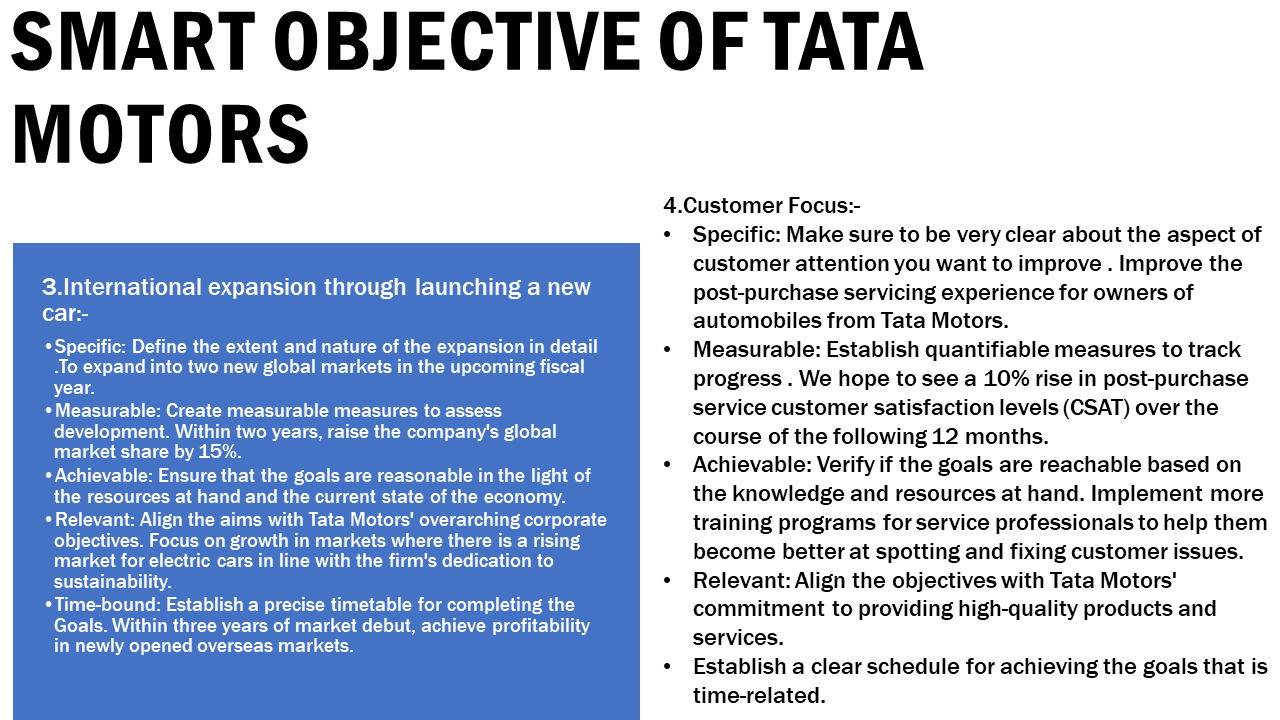 SMART OBJECTIVE OF TATA
MOTORS
3.International expansion through launching a new
car:-
•Specific: Define the extent and nature of the expansion in detail
.To expand into two new global markets in the upcoming fiscal
year.
•Measurable: Create measurable measures to assess
development. Within two years, raise the company's global
market share by 15%.
•Achievable: Ensure that the goals are reasonable in the light of
the resources at hand and the current state of the economy.
•Relevant: Align the aims with Tata Motors' overarching corporate
objectives. Focus on growth in markets where there is a rising
market for electric cars in line with the firm's dedication to
sustainability.
•Time-bound: Establish a precise timetable for completing the
Goals. Within three years of market debut, achieve profitability
in newly opened overseas markets.
4.Customer Focus:-
• Specific: Make sure to be very clear about the aspect of
customer attention you want to improve . Improve the
post-purchase servicing experience for owners of
automobiles from Tata Motors.
• Measurable: Establish quantifiable measures to track
progress . We hope to see a 10% rise in post-purchase
service customer satisfaction levels (CSAT) over the
course of the following 12 months.
• Achievable: Verify if the goals are reachable based on
the knowledge and resources at hand. Implement more
training programs for service professionals to help them
become better at spotting and fixing customer issues.
• Relevant: Align the objectives with Tata Motors'
commitment to providing high-quality products and
services.
• Establish a clear schedule for achieving the goals that is
time-related.